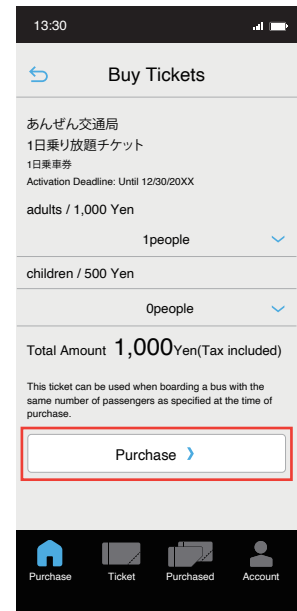 13:30
Buy Tickets
あんぜん交通局
1日乗り放題チケット
1日乗車券
Activation Deadline: Until 12/30/20XX
adults / 1,000 Yen
1people
children / 500 Yen
0people
Total Amount 1,000Yen(Tax included)
This ticket can be used when boarding a bus with the
same number of passengers as specified at the time of
purchase.
Purchase
Purchase Ticket Purchased Account